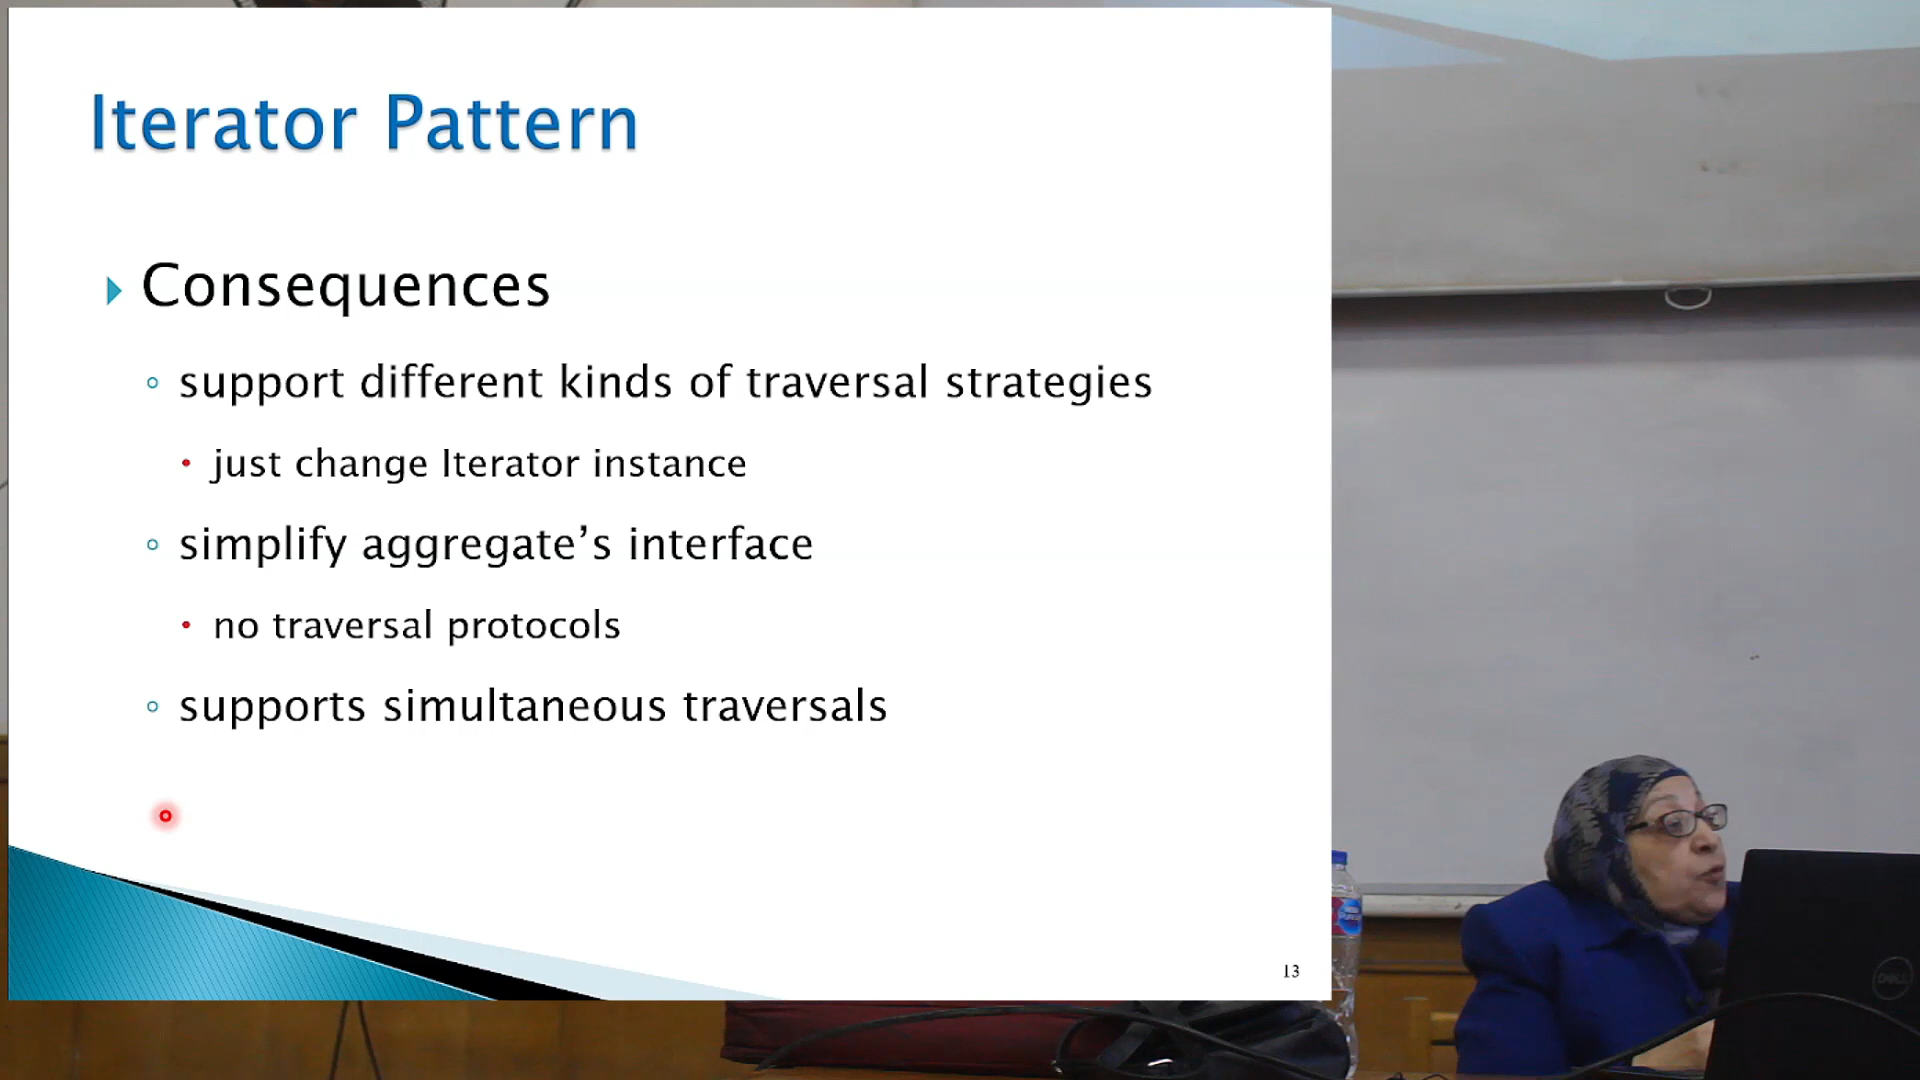 Iterator Pattern
Consequences
support different kinds of traversal strategies
just change Iterator instance
simplify aggregate’s interface
no traversal protocols
supports simultaneous traversals
13
DELL